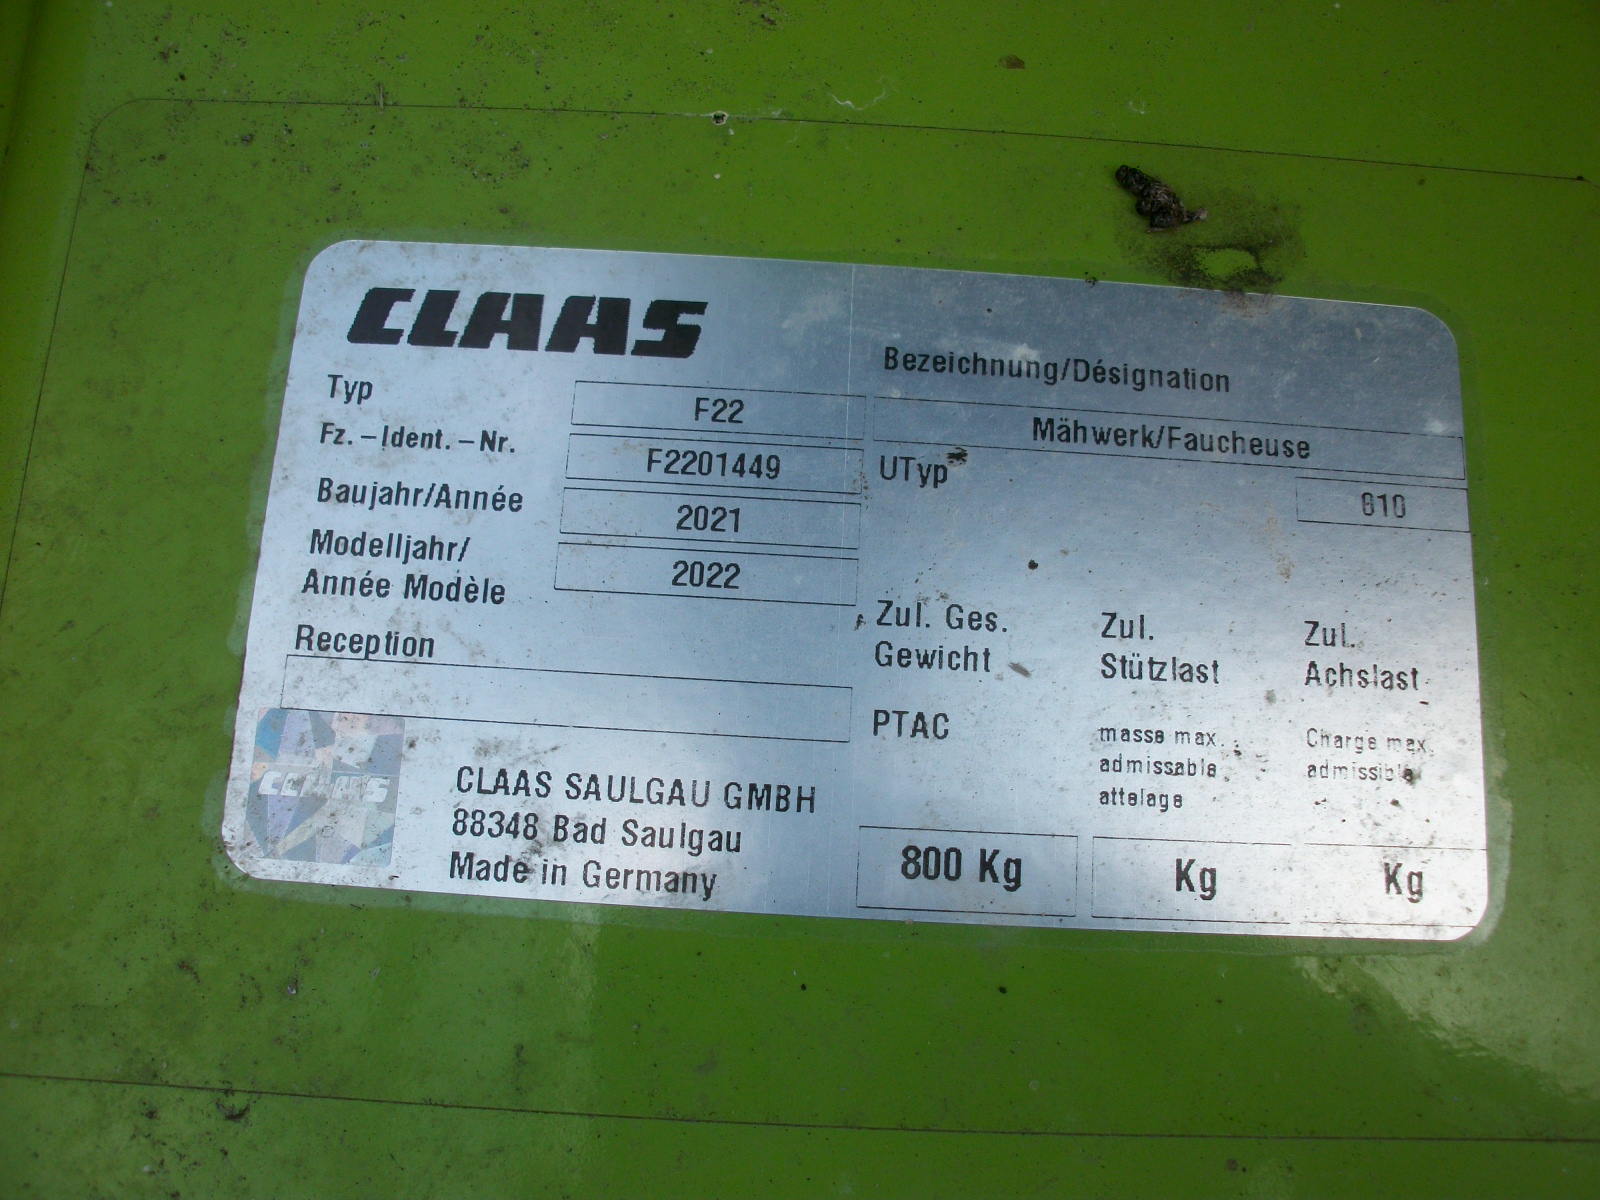 CLAAS
Bezeichnung/Désignation
Typ F22 Mähwerk/Faucheuse
Fz.-Ident.-Nr. F2201449 UTyp
Baujahr/Année 2021
Modelljahr/
Année Modèle 2022
Reception
Zul. Ges. Gewicht
PTAC
800 Kg
Zul. Stützlast
masse max.
admissable
attelage
Kg
Zul. Achslast
Charge max.
admissible
Kg
CLAAS
CLAAS SAULGAU GMBH
88348 Bad Saulgau
Made in Germany